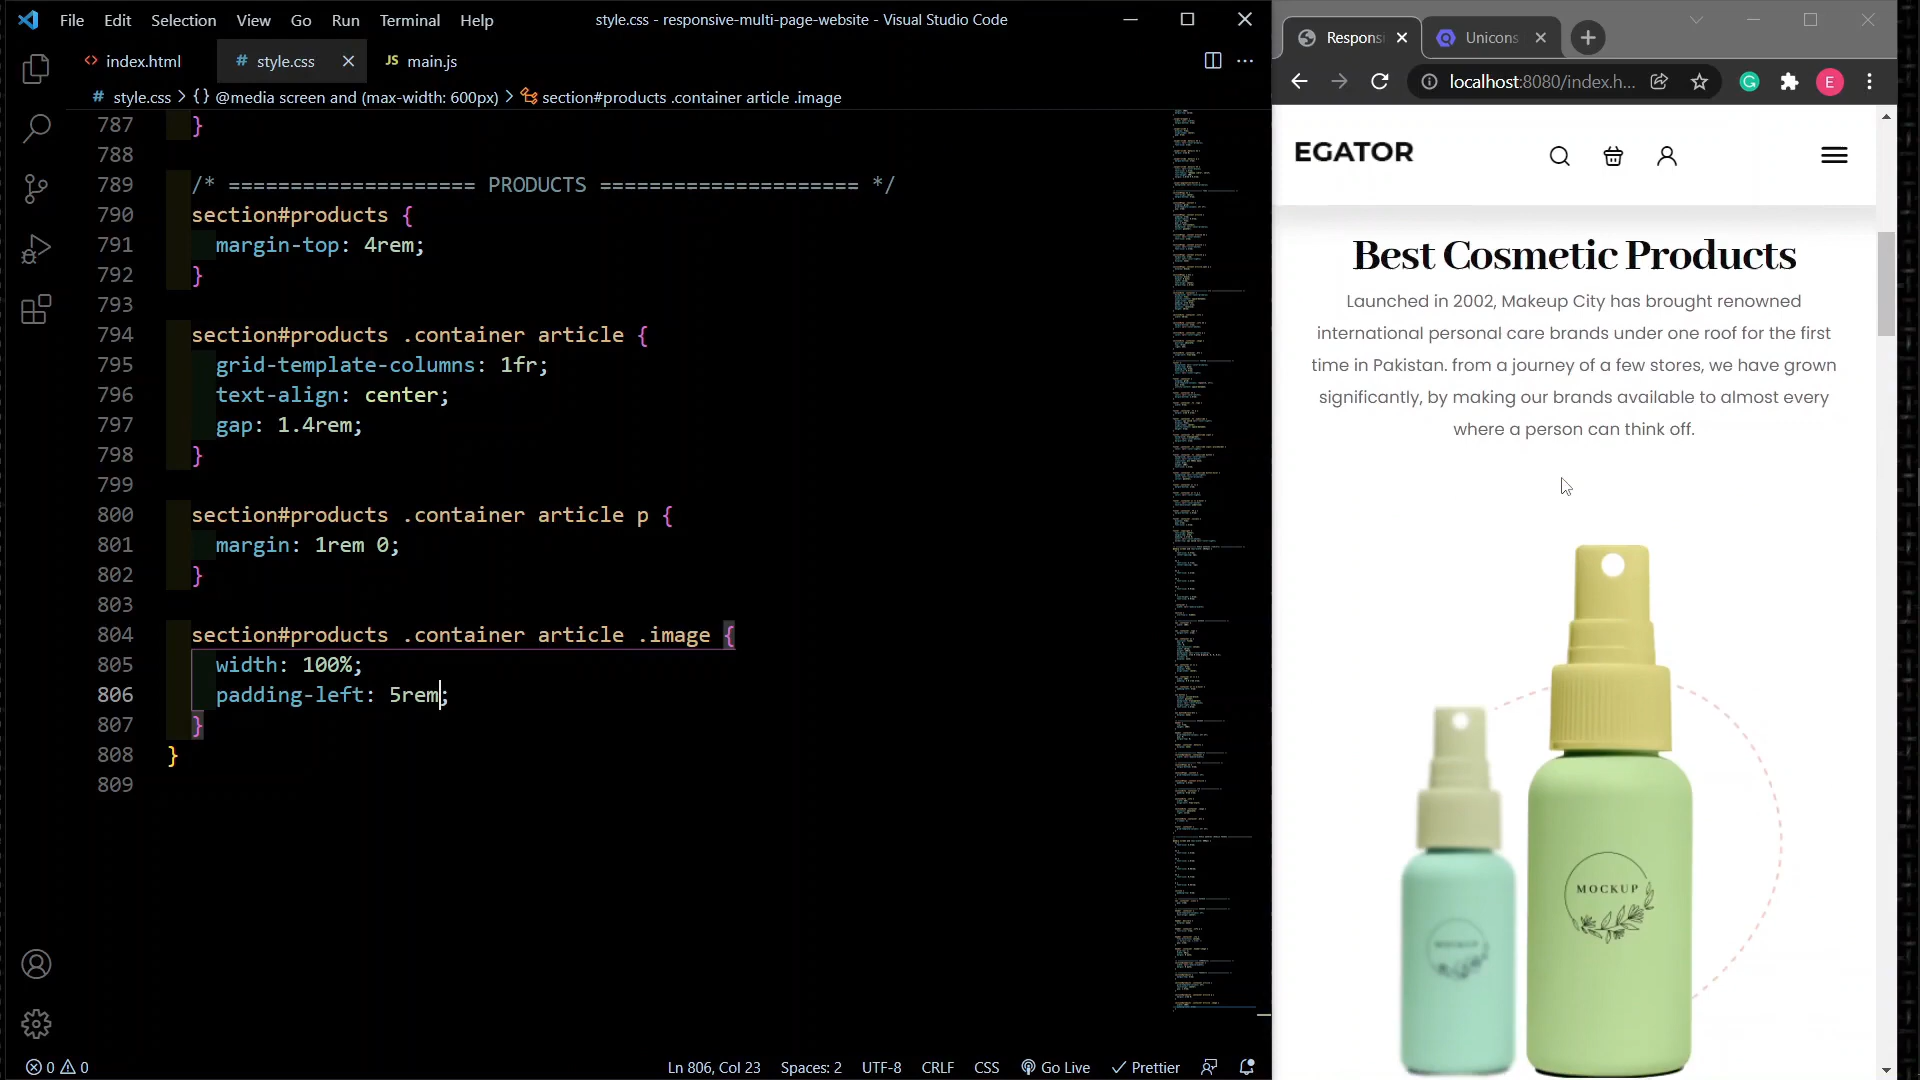 File Edit Selection View Go Run Terminal Help
style.css - responsive-multi-page-website - Visual Studio Code
index.html
# style.css
JS main.js
# style.css > {} @media screen and (max-width: 600px) > section#products .container article .image
787 }
788
789 /* ==================== PRODUCTS ===================== */
790 section#products {
791 margin-top: 4rem;
792 }
793
794 section#products .container article {
795 grid-template-columns: 1fr;
796 text-align: center;
797 gap: 1.4rem;
798 }
799
800 section#products .container article p {
801 margin: 1rem 0;
802 }
803
804 section#products .container article .image {
805 width: 100%;
806 padding-left: 5rem;
807 }
808 }
809
0 0
Ln 806, Col 23
Spaces: 2
UTF-8
CRLF
CSS
Go Live
Prettier
Respons
Unicons
localhost:8080/index.h...
E
EGATOR
Best Cosmetic Products
Launched in 2002, Makeup City has brought renowned
international personal care brands under one roof for the first
time in Pakistan. from a journey of a few stores, we have grown
significantly, by making our brands available to almost every
where a person can think off.
MOCKUP